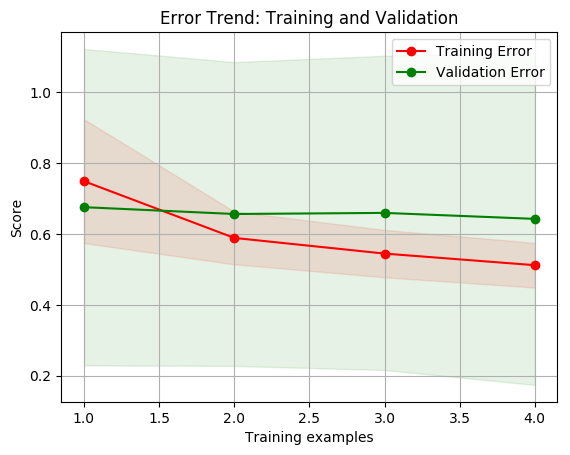 Error Trend: Training and Validation
Training Error
Validation Error
Score
1.0
0.8
0.6
0.4
0.2
1.0
1.5
2.0
2.5
3.0
3.5
4.0
Training examples